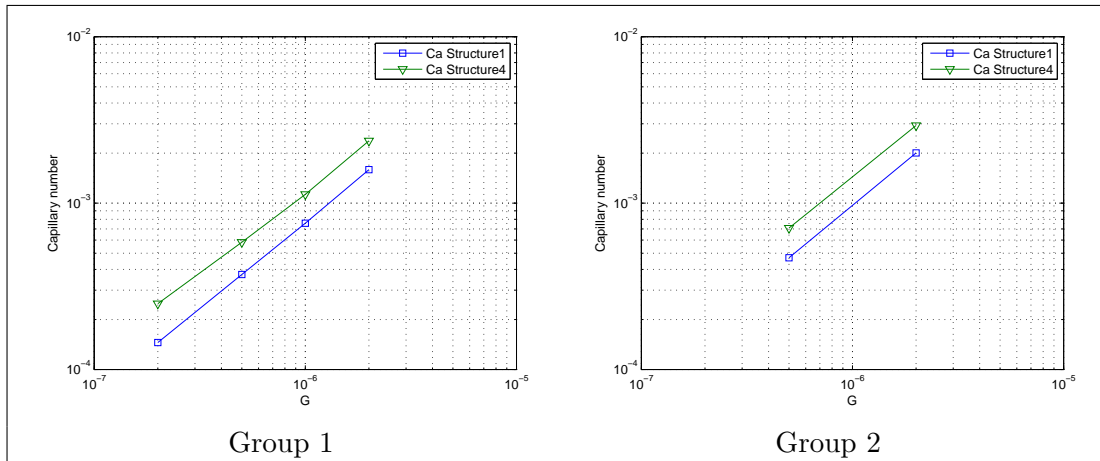 10⁻²
10⁻³
10⁻⁴
Capillary number
Ca Structure1
Ca Structure4
10⁻⁷
10⁻⁶
10⁻⁵
G
Group 1
10⁻²
10⁻³
10⁻⁴
Capillary number
Ca Structure1
Ca Structure4
10⁻⁷
10⁻⁶
10⁻⁵
G
Group 2